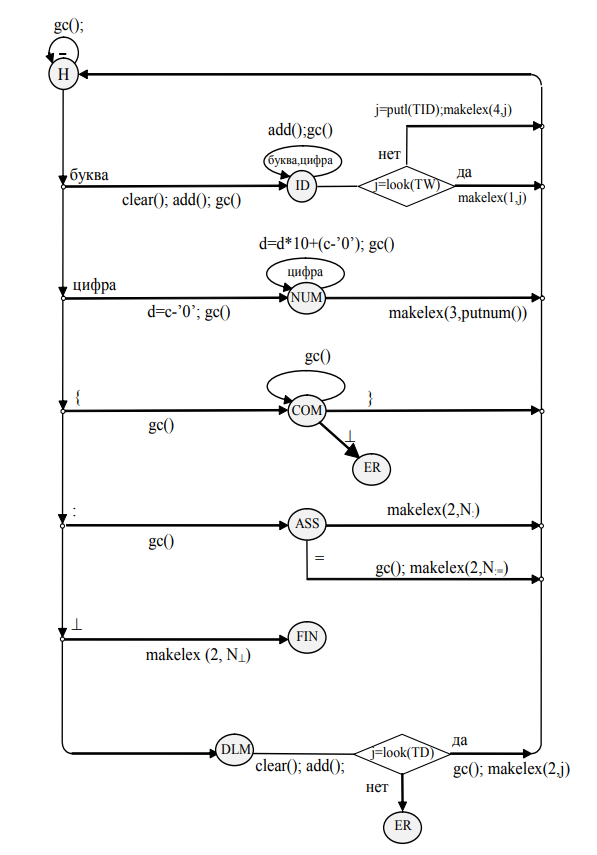 gc();
–
H
j=putl(TID);makelex(4,j)
add();gc()
нет
буква
буква,цифра
да
ID
j=look(TW)
clear(); add(); gc()
makelex(1,j)
d=d*10+(c-’0’); gc()
цифра
цифра
NUM
d=c-’0’; gc()
makelex(3,putnum())
gc()
{
}
COM
gc()
⊥
ER
:
makelex(2,N:)
ASS
gc()
=
gc(); makelex(2,N:=)
⊥
FIN
makelex (2, N⊥)
да
DLM
j=look(TD)
clear(); add();
gc(); makelex(2,j)
нет
ER